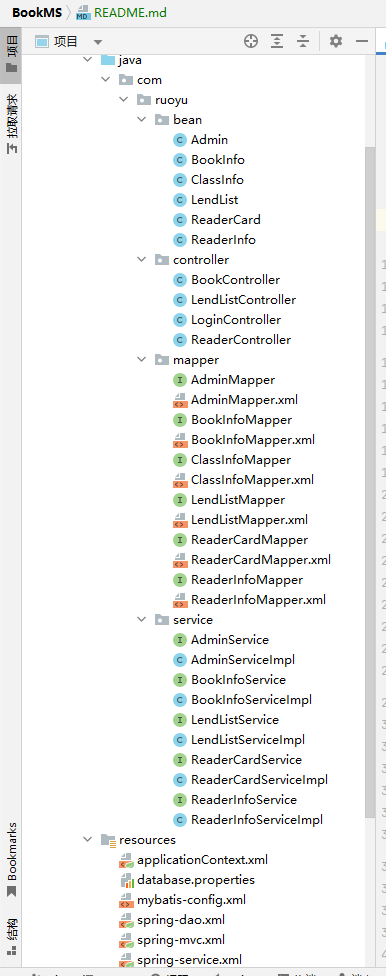 BookMS README.md
项目
项目
拉取请求
java
com
ruoyu
bean
Admin
BookInfo
ClassInfo
LendList
ReaderCard
ReaderInfo
controller
BookController
LendListController
LoginController
ReaderController
mapper
AdminMapper
AdminMapper.xml
BookInfoMapper
BookInfoMapper.xml
ClassInfoMapper
ClassInfoMapper.xml
LendListMapper
LendListMapper.xml
ReaderCardMapper
ReaderCardMapper.xml
ReaderInfoMapper
ReaderInfoMapper.xml
service
AdminService
AdminServiceImpl
BookInfoService
BookInfoServiceImpl
LendListService
LendListServiceImpl
ReaderCardService
ReaderCardServiceImpl
ReaderInfoService
ReaderInfoServiceImpl
resources
applicationContext.xml
database.properties
mybatis-config.xml
spring-dao.xml
spring-mvc.xml
spring-service.xml
Bookmarks
结构